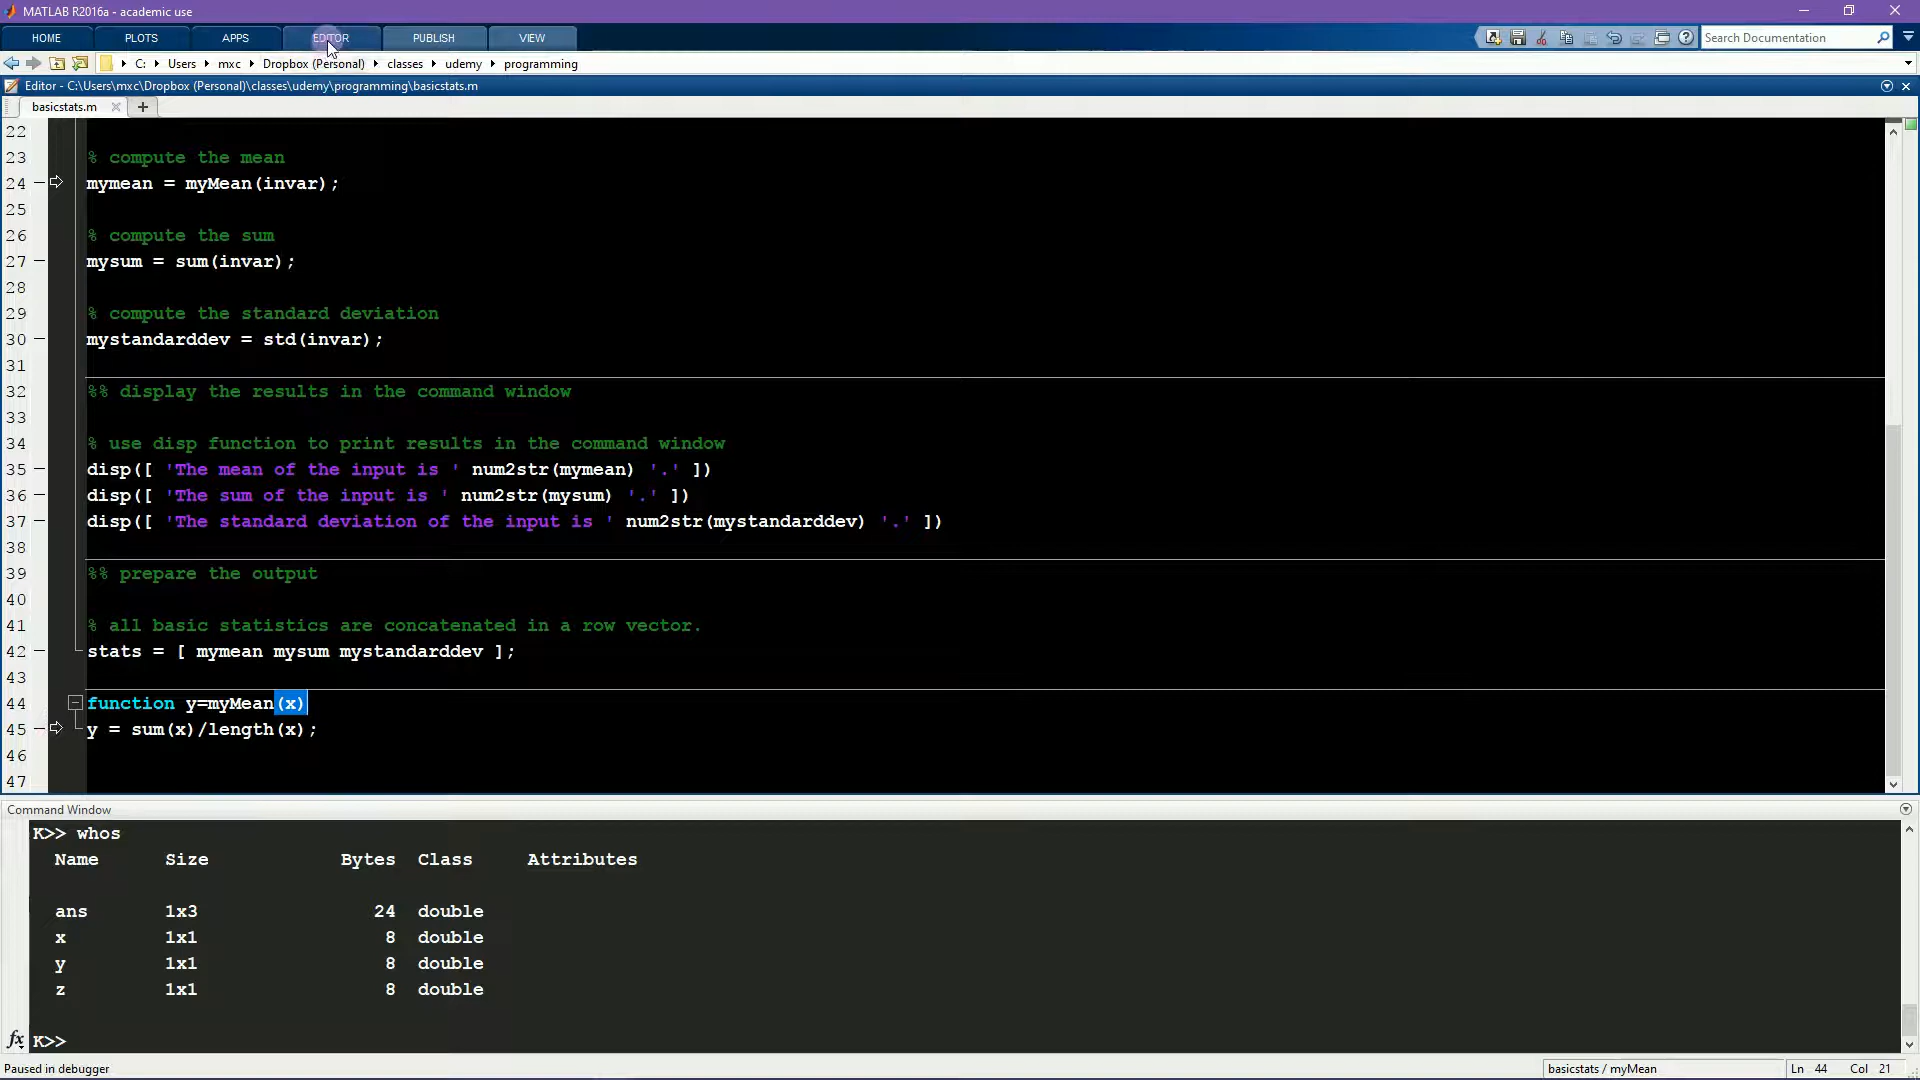 MATLAB R2016a - academic use
HOME PLOTS APPS EDITOR PUBLISH VIEW Search Documentation
C: Users mxc Dropbox (Personal) classes udemy programming
Editor - C:\Users\mxc\Dropbox (Personal)\classes\udemy\programming\basicstats.m
basicstats.m
22
23 % compute the mean
24 mymean = myMean(invar);
25
26 % compute the sum
27 mysum = sum(invar);
28
29 % compute the standard deviation
30 mystandarddev = std(invar);
31
32 %% display the results in the command window
33
34 % use disp function to print results in the command window
35 disp([ 'The mean of the input is ' num2str(mymean) '.' ])
36 disp([ 'The sum of the input is ' num2str(mysum) '.' ])
37 disp([ 'The standard deviation of the input is ' num2str(mystandarddev) '.' ])
38
39 %% prepare the output
40
41 % all basic statistics are concatenated in a row vector.
42 stats = [ mymean mysum mystandarddev ];
43
44 function y=myMean(x)
45 y = sum(x)/length(x);
46
47
Command Window
K>> whos
Name Size Bytes Class Attributes
ans 1x3 24 double
x 1x1 8 double
y 1x1 8 double
z 1x1 8 double
fx K>>
Paused in debugger basicstats / myMean Ln 44 Col 21